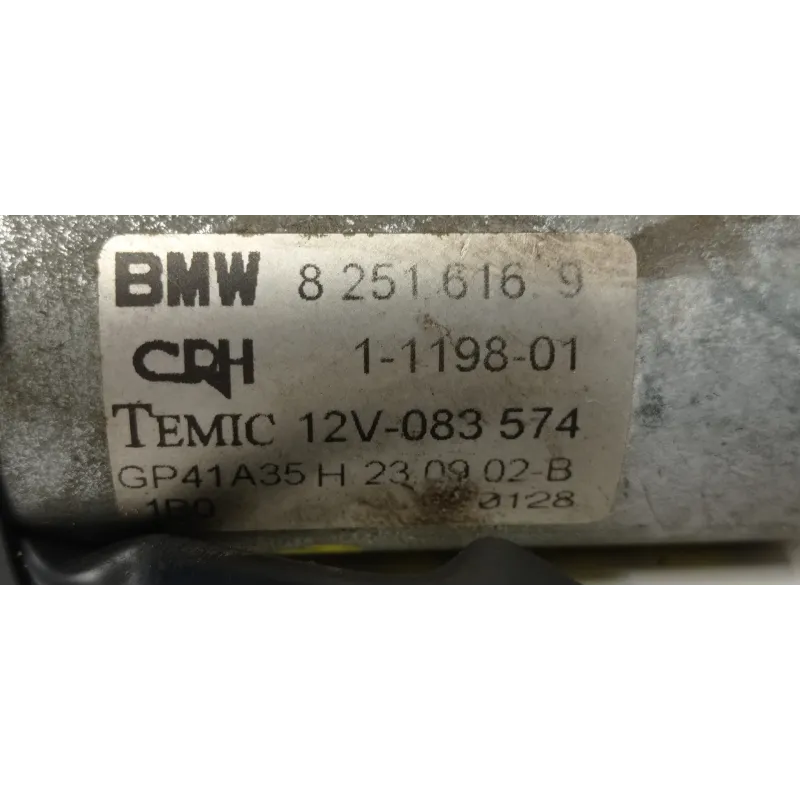 BMW 8 251.616.9
CRH 1-1198-01
TEMIC 12V-083 574
GP41A35 H 23 09 02-B
0128